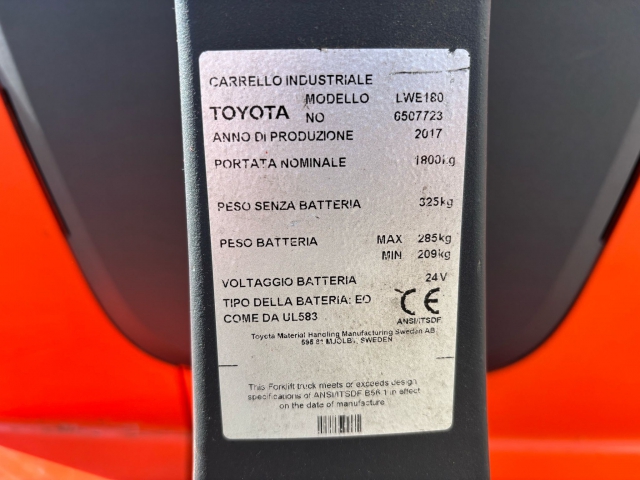 CARRELLO INDUSTRIALE
MODELLO LWE180
TOYOTA NO 6507723
ANNO DI PRODUZIONE 2017
PORTATA NOMINALE 1800kg
PESO SENZA BATTERIA 325kg
PESO BATTERIA MAX 285kg
MIN 209kg
VOLTAGGIO BATTERIA 24V
TIPO DELLA BATERIA: EO
COME DA UL583
CE
ANSI/ITSDF
Toyota Material Handling Manufacturing Sweden AB
595 81 MJÖLBY, SWEDEN
This Forklift truck meets or exceeds design
specifications of ANSI/ITSDF B56.1 in effect
on the date of manufacture